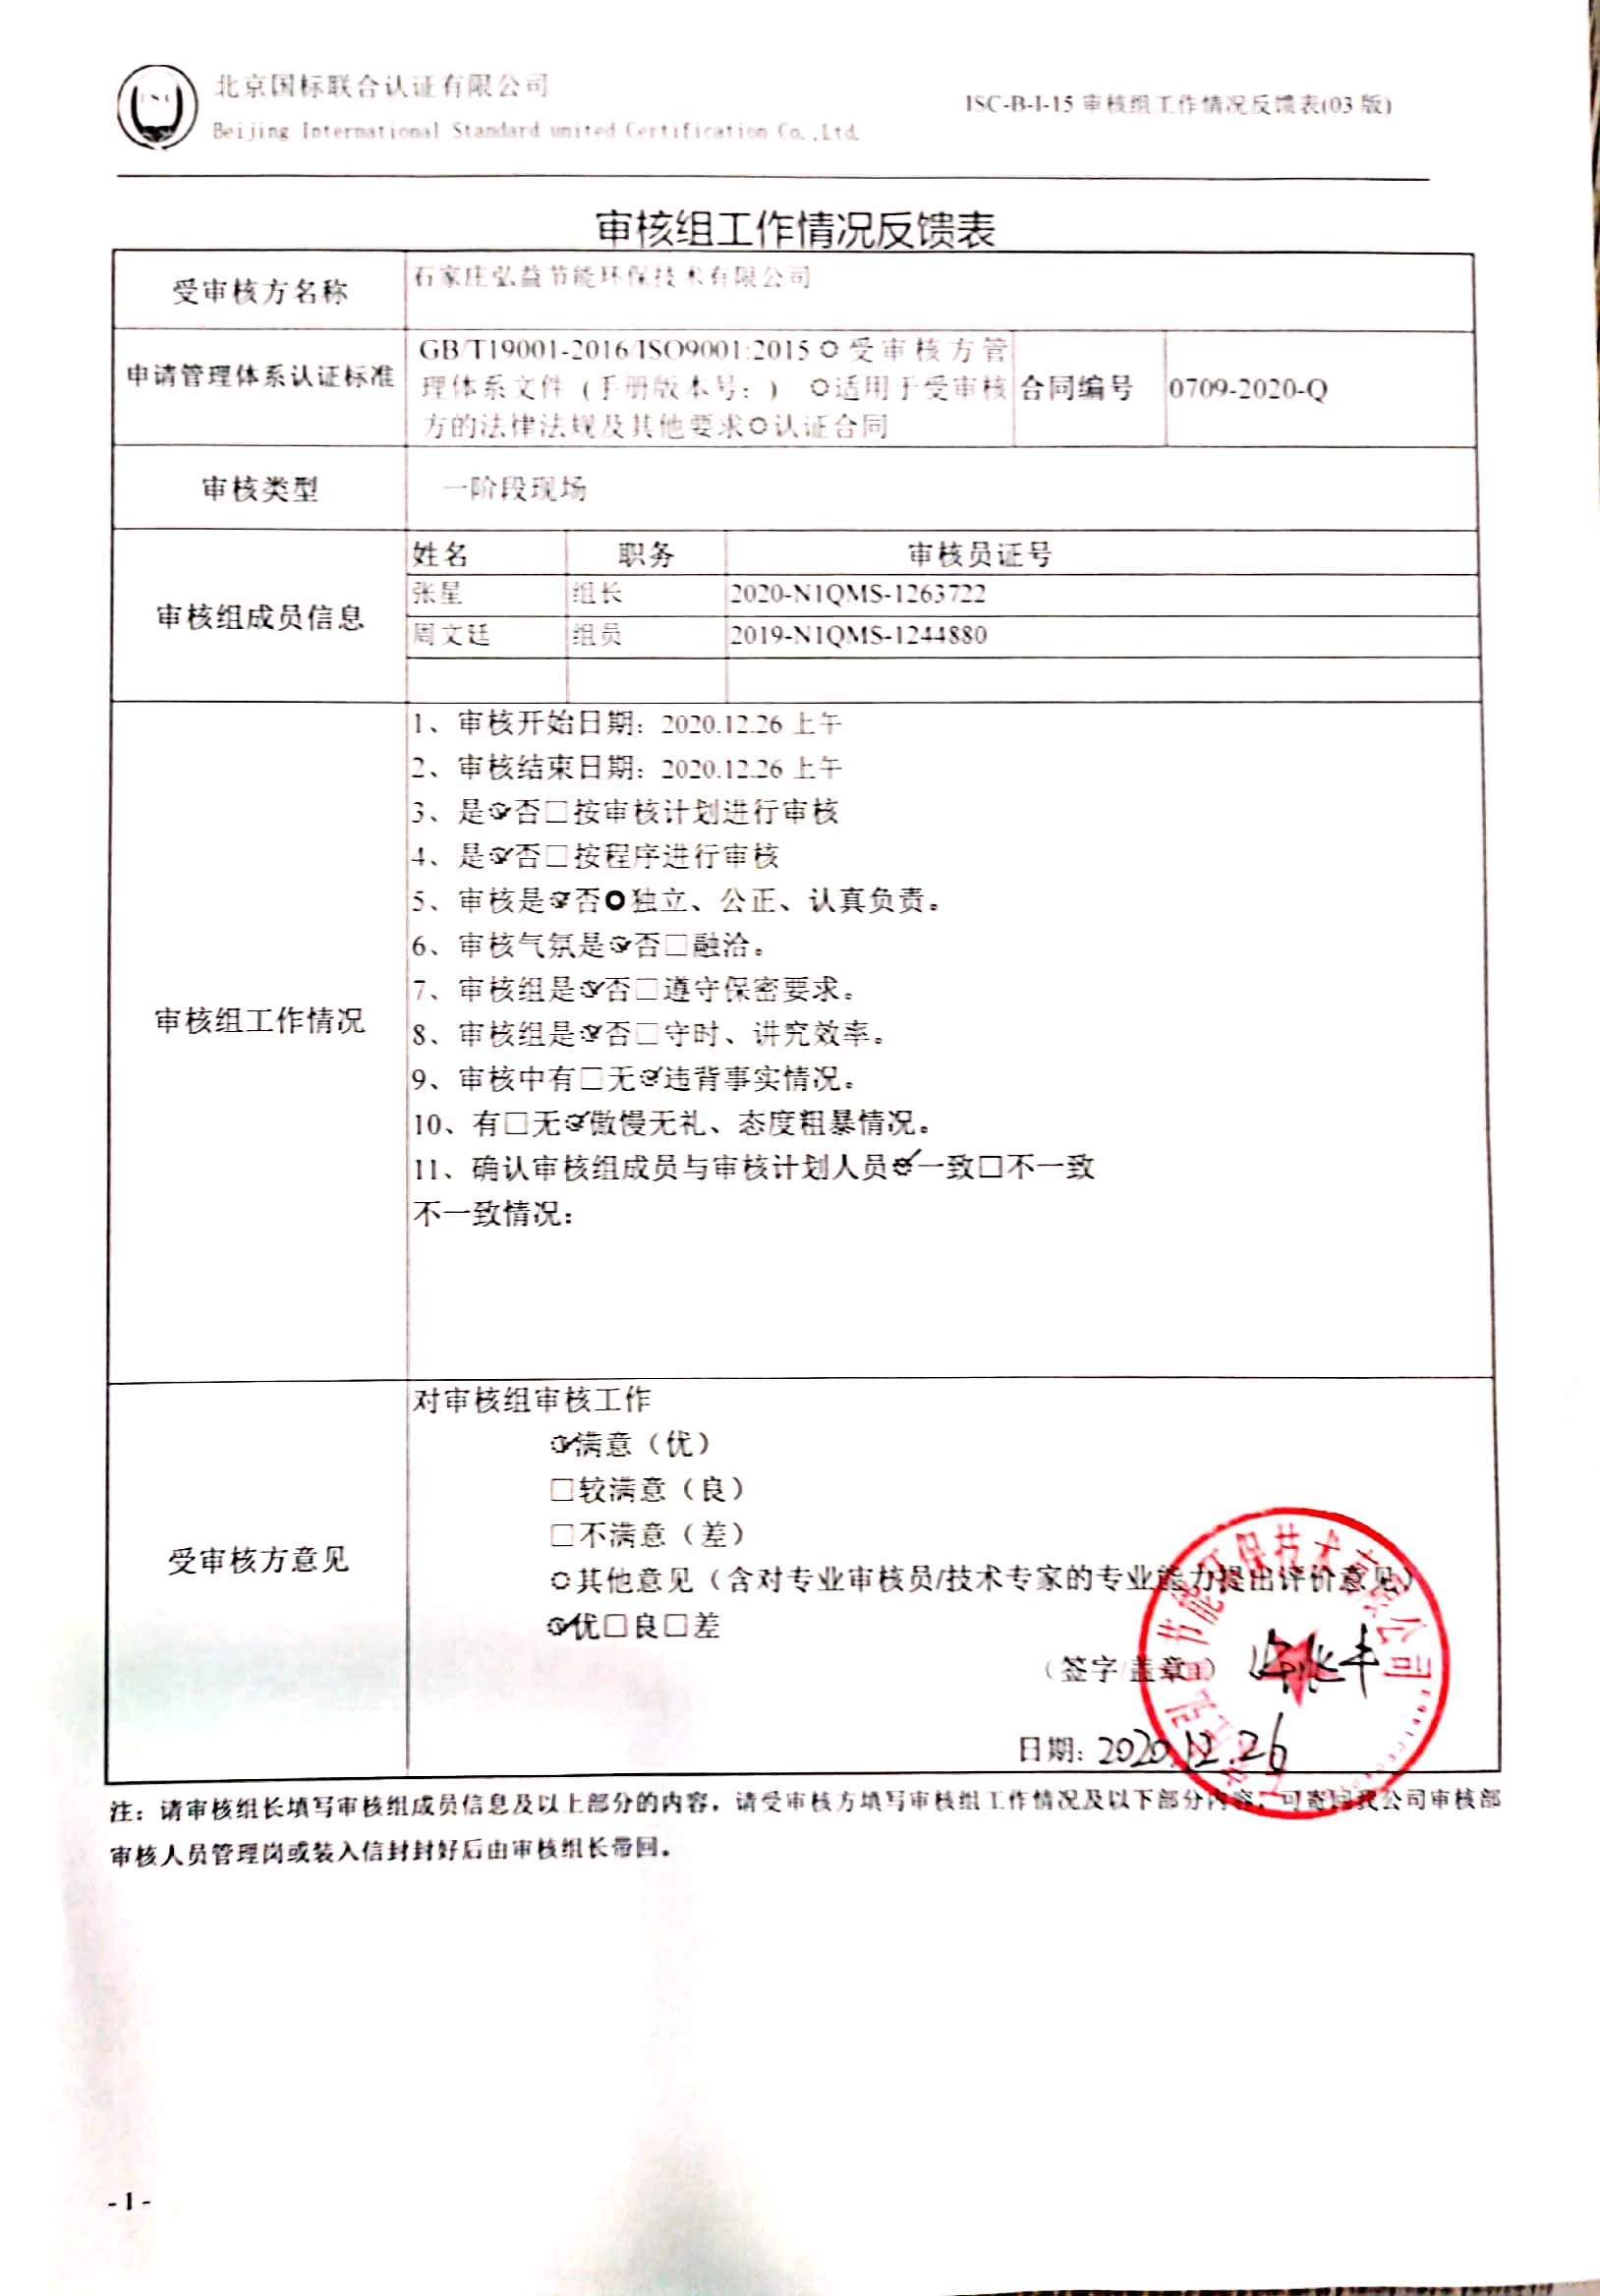 北京国标联合认证有限公司
ISC-B-I-15 审核组工作情况反馈表(03 版)
Beijing International Standard united Certification Co.,Ltd.
审核组工作情况反馈表
受审核方名称
石家庄弘益节能环保技术有限公司
申请管理体系认证标准
GB/T19001-2016/ISO9001:2015 受审核方管
理体系文件（手册版本号：） 适用于受审核
方的法律法规及其他要求 认证合同
合同编号
0709-2020-Q
审核类型
一阶段现场
审核组成员信息
姓名 职务 审核员证号
张星 组长 2020-N1QMS-1263722
周文廷 组员 2019-N1QMS-1244880
审核组工作情况
1、审核开始日期：2020.12.26 上午
2、审核结束日期：2020.12.26 上午
3、是☑否□按审核计划进行审核
4、是☑否□按程序进行审核
5、审核是☑否○独立、公正、认真负责。
6、审核气氛是☑否□融洽。
7、审核组是☑否□遵守保密要求。
8、审核组是☑否□守时、讲究效率。
9、审核中有□无☑违背事实情况。
10、有□无☑傲慢无礼、态度粗暴情况。
11、确认审核组成员与审核计划人员☑一致□不一致
不一致情况：
受审核方意见
对审核组审核工作
☑满意（优）
□较满意（良）
□不满意（差）
○其他意见（含对专业审核员/技术专家的专业能力提出评价意见）
☑优□良□差
（签字/盖章）
日期：2020.12.26
注：请审核组长填写审核组成员信息及以上部分的内容，请受审核方填写审核组工作情况及以下部分内容，可寄回我公司审核部
审核人员管理岗或装入信封封好后由审核组长带回。
- 1 -